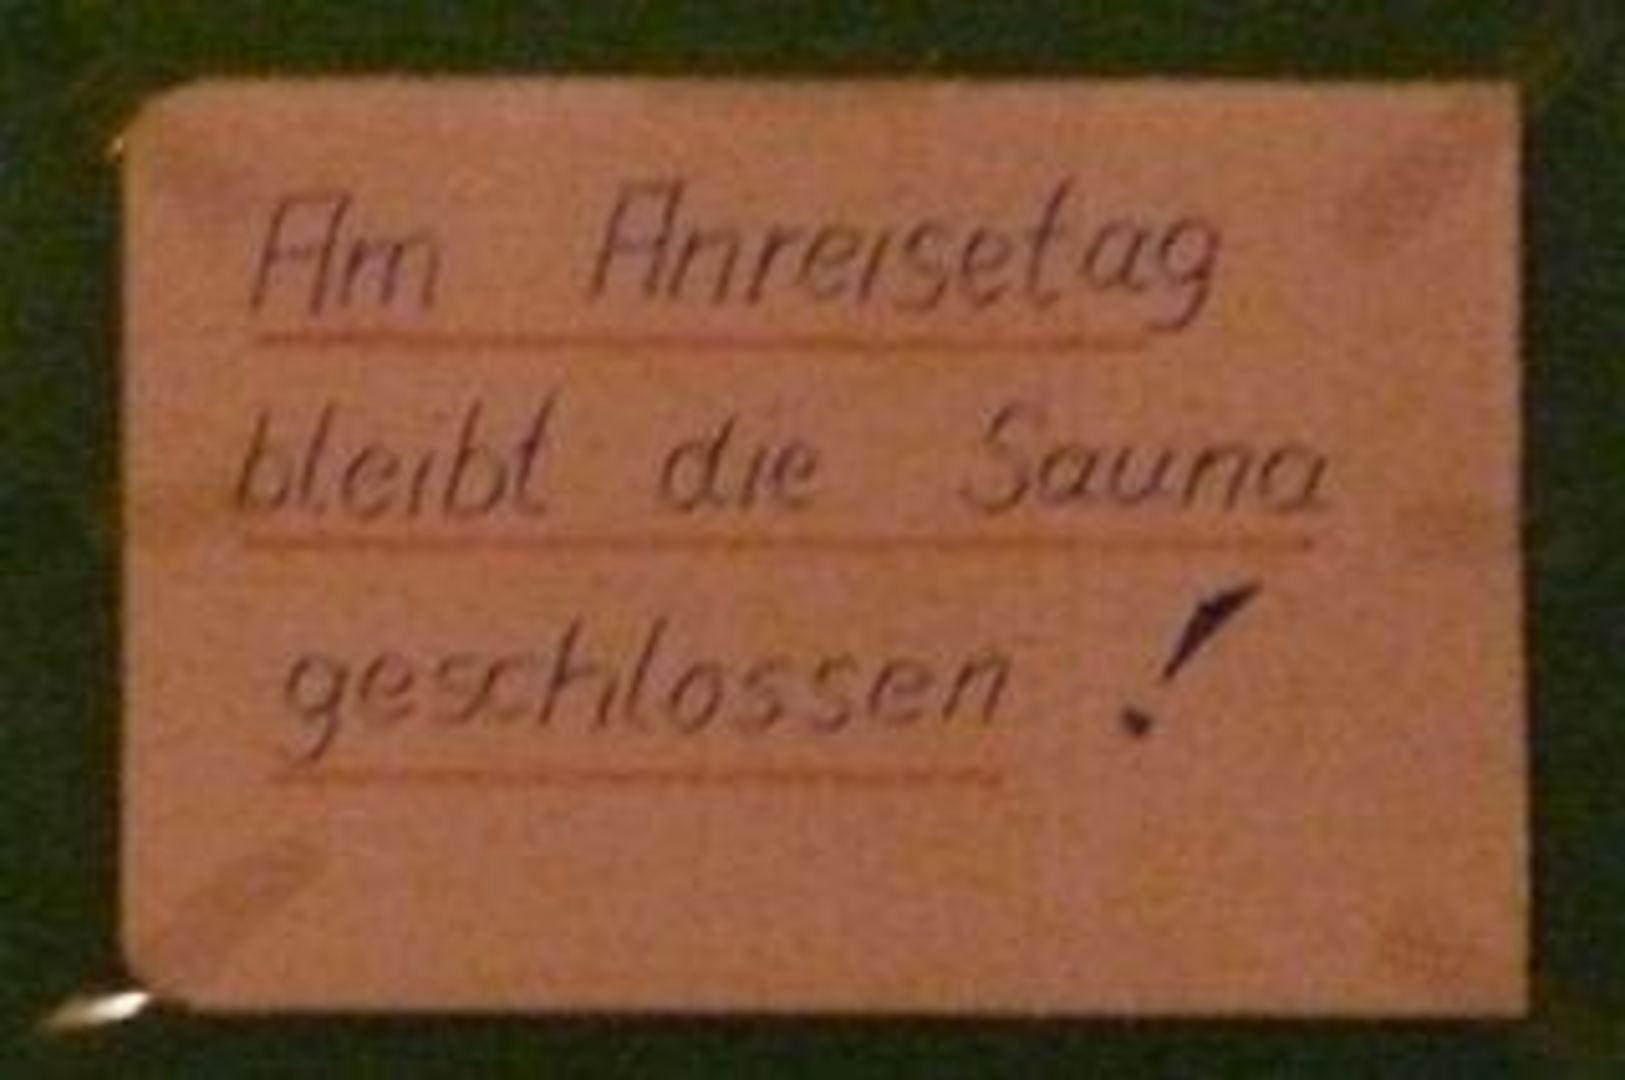 Am Anreisetag
bleibt die Sauna
geschlossen !